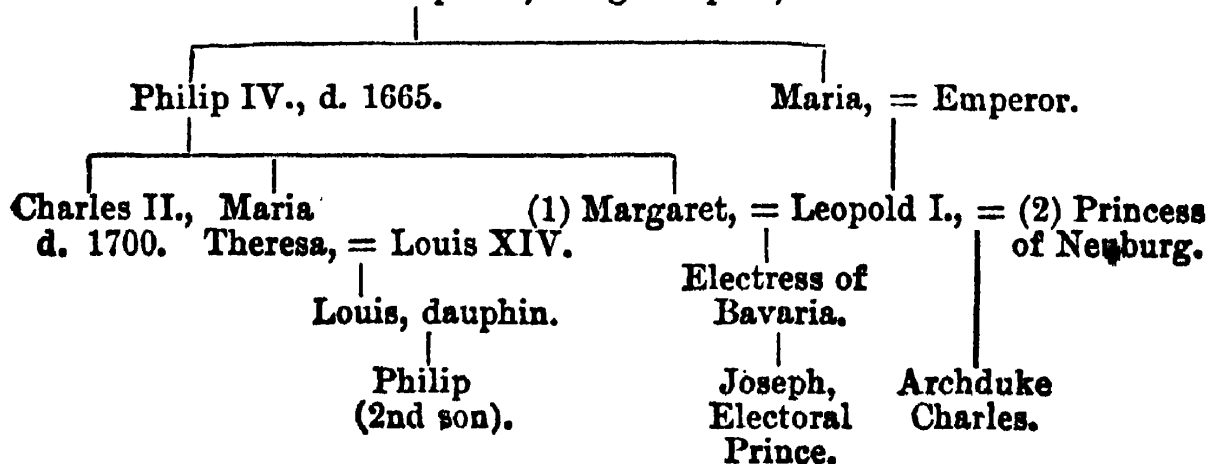 Philip IV., d. 1665. Maria, = Emperor.
Charles II., Maria (1) Margaret, = Leopold I., = (2) Princess
d. 1700. Theresa, = Louis XIV. of Neuburg.
Electress of
Louis, dauphin. Bavaria.
Philip Joseph, Archduke
(2nd son). Electoral Charles.
Prince.